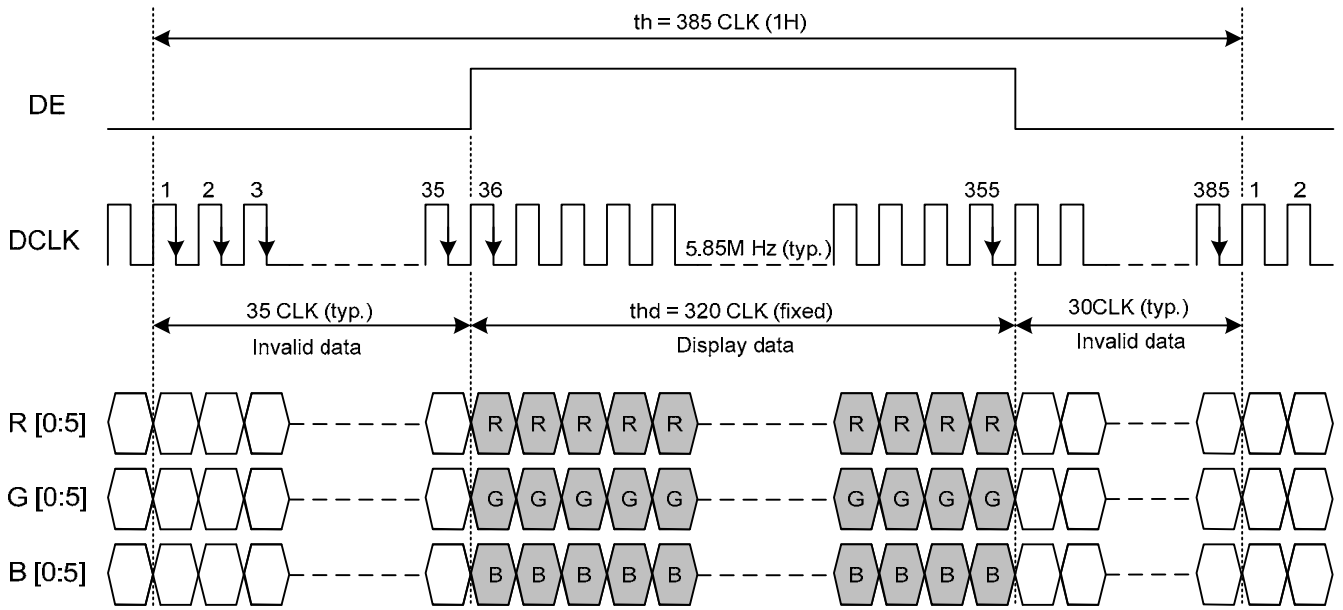 th = 385 CLK (1H)
DE
1 2 3 35 36 355 385 1 2
DCLK
5.85M Hz (typ.)
35 CLK (typ.) thd = 320 CLK (fixed) 30CLK (typ.)
Invalid data Display data Invalid data
R [0:5] R R R R R R R R R
G [0:5] G G G G G G G G G
B [0:5] B B B B B B B B B